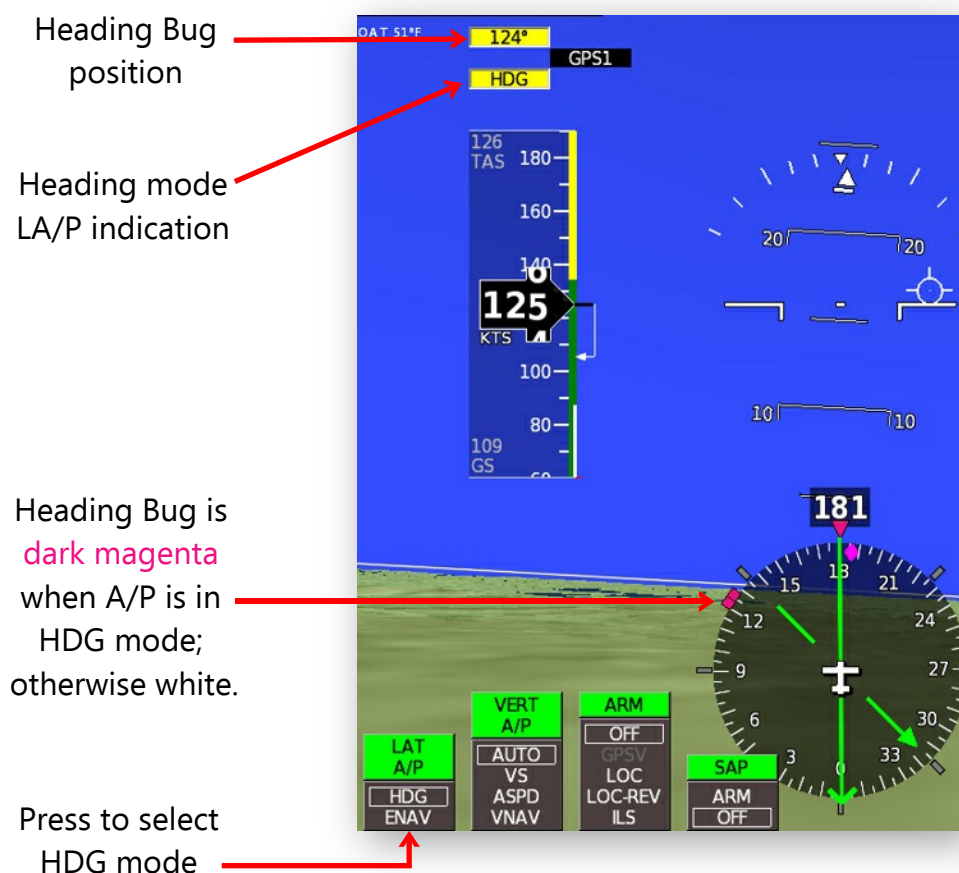 Heading Bug
position
Heading mode
LA/P indication
Heading Bug is
dark magenta
when A/P is in
HDG mode;
otherwise white.
Press to select
HDG mode
OAT 51°F
124°
GPS1
HDG
126
TAS
180
160
140
125
KTS
100
80
109
GS
60
20 20
10 10
181
18
15 21
12 24
9 27
6 30
3 0 33
LAT
A/P
HDG
ENAV
VERT
A/P
AUTO
VS
ASPD
VNAV
ARM
OFF
GPSV
LOC
LOC-REV
ILS
SAP
ARM
OFF